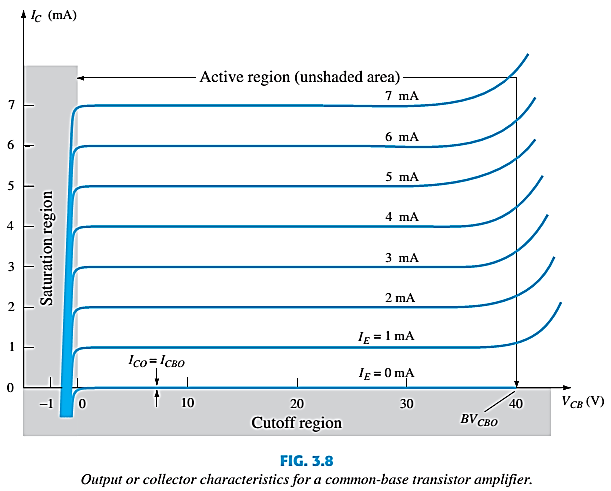 I_C (mA)
Active region (unshaded area)
7 mA
7
6 mA
6
5 mA
5
Saturation region
4 mA
4
3 mA
3
2 mA
2
I_E = 1 mA
1
I_CO = I_CBO
I_E = 0 mA
0
−1 0 10 20 30 40 V_CB (V)
BV_CBO
Cutoff region
FIG. 3.8
Output or collector characteristics for a common-base transistor amplifier.